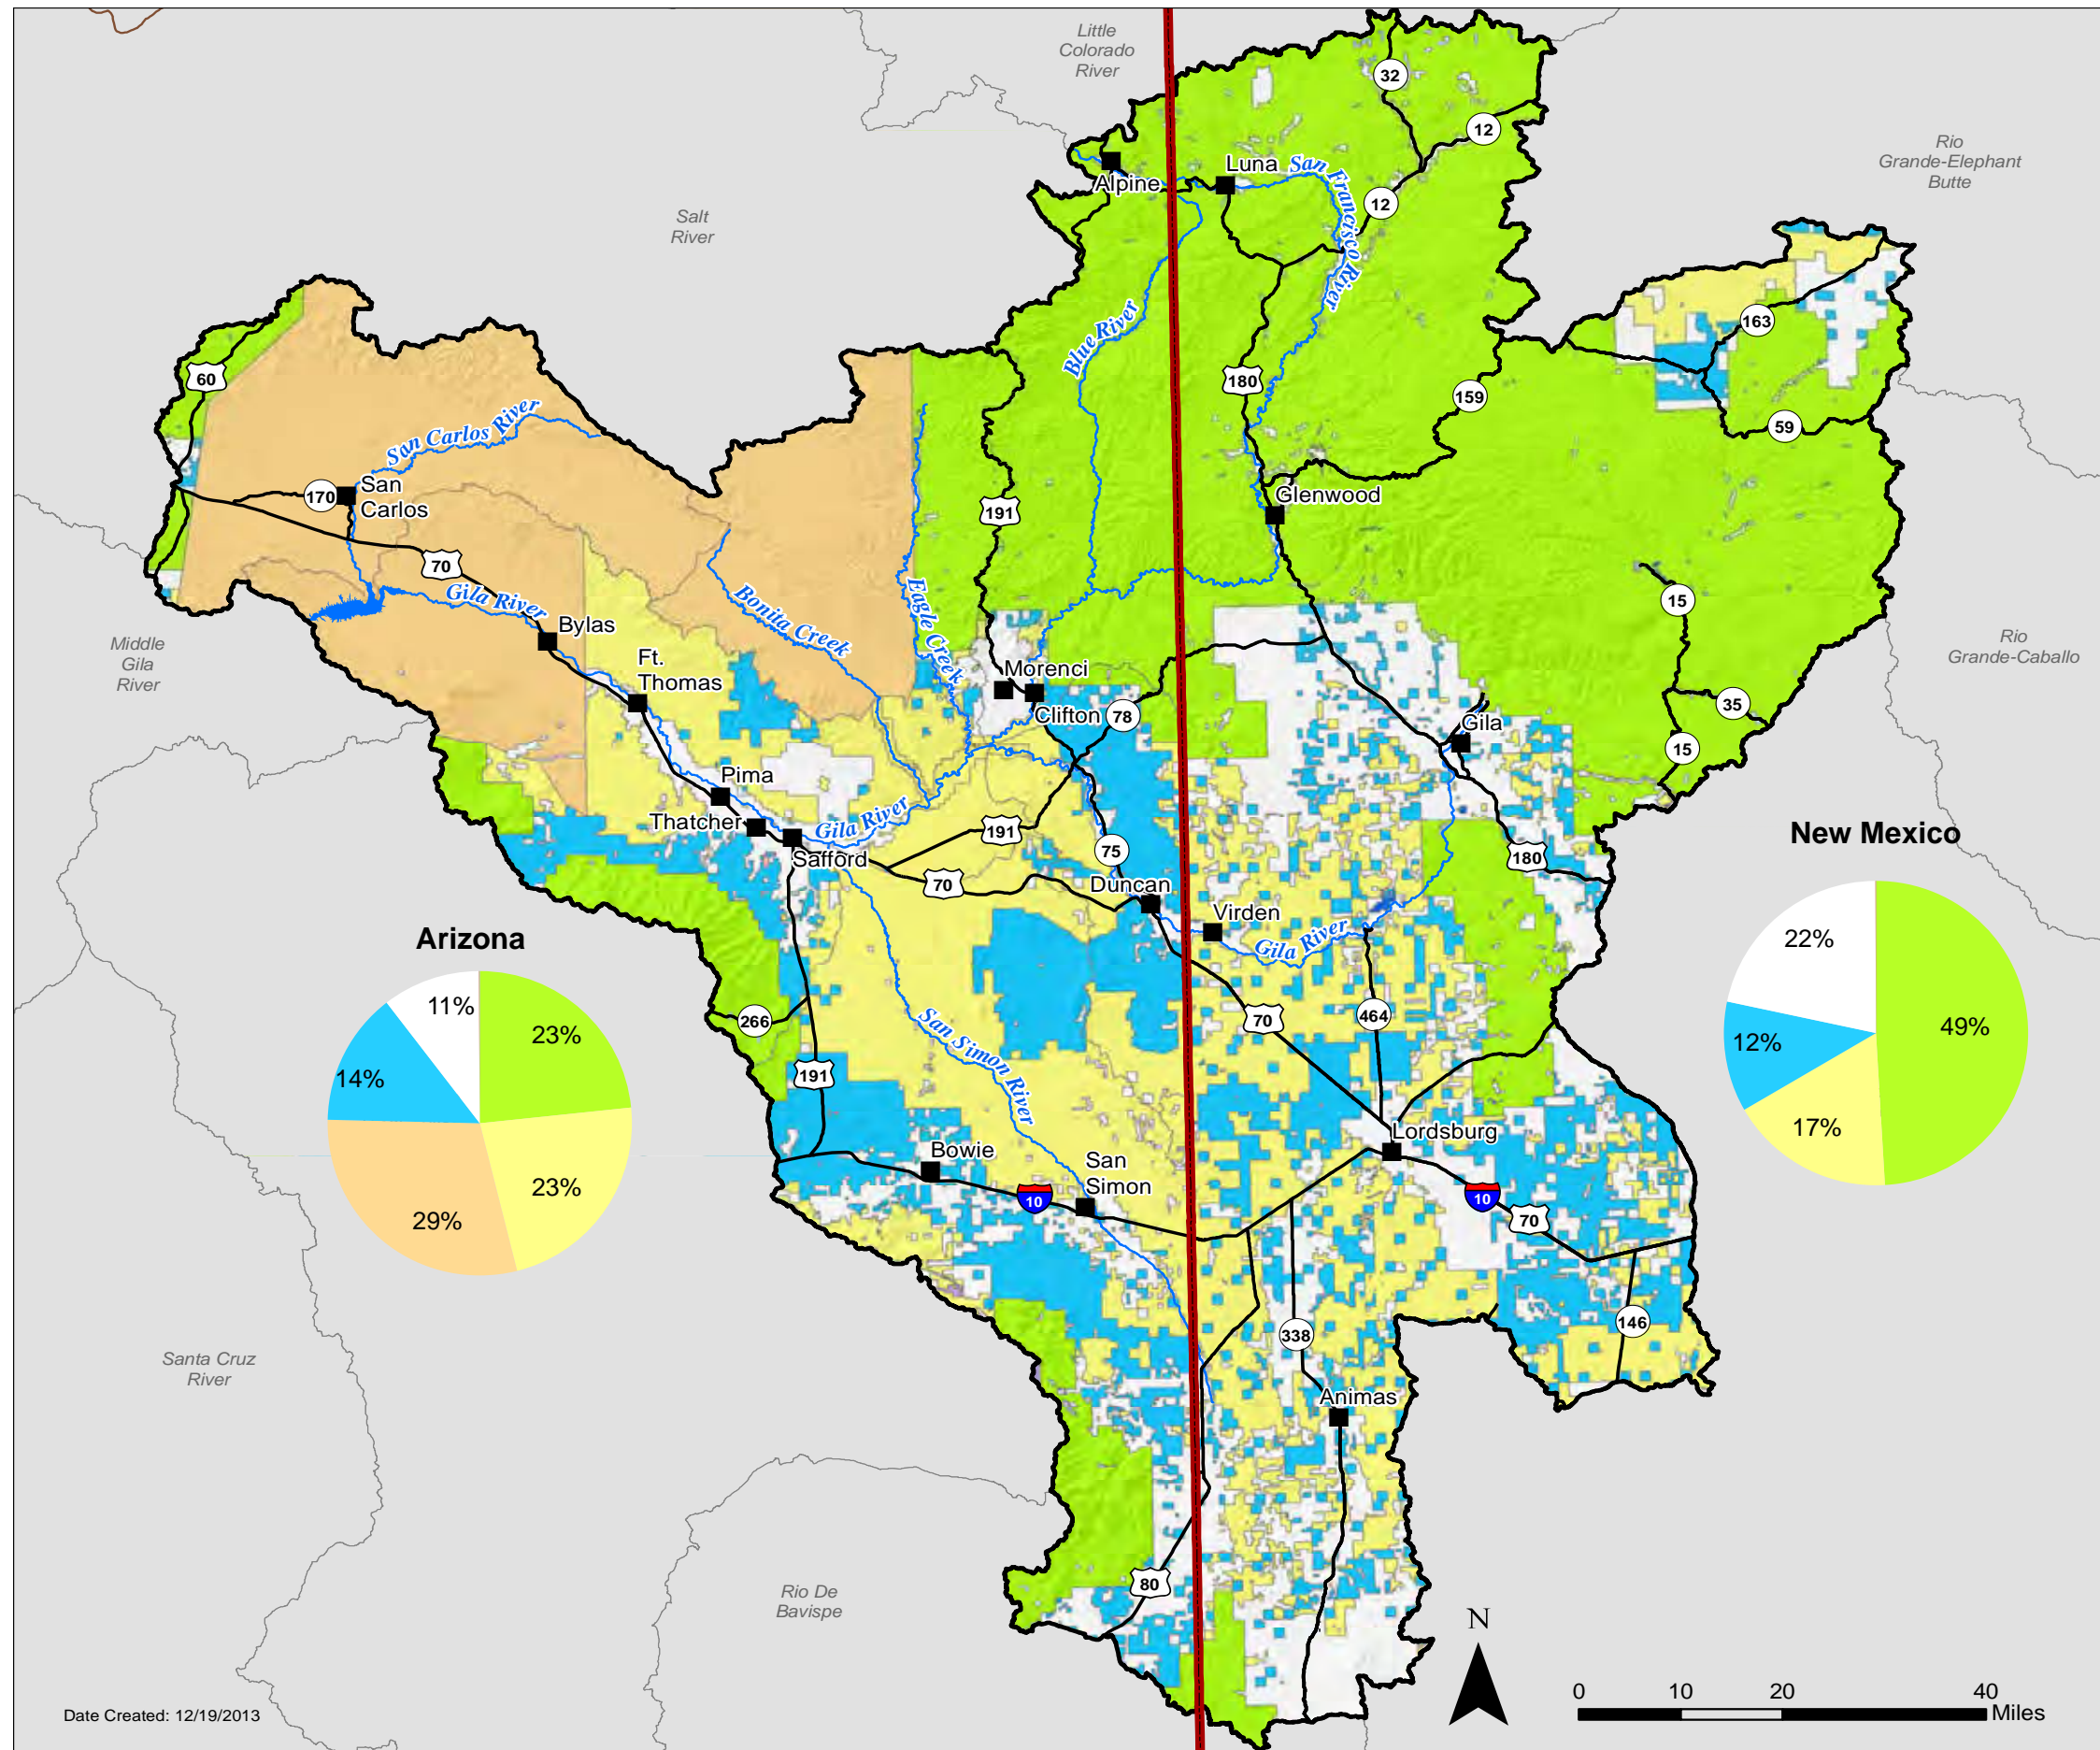 Little
Colorado
River
32
12
Rio
Grande-Elephant
Butte
Alpine
Luna
San Francisco River
12
Salt
River
163
60
Blue River
180
159
59
San Carlos River
San
Carlos
170
191
Glenwood
70
Gila River
Bylas
Bonita Creek
Eagle Creek
15
Middle
Gila
River
Ft.
Thomas
Rio
Grande-Caballo
Morenci
Clifton
78
35
Gila
15
Pima
Thatcher
Gila River
Safford
191
75
180
New Mexico
70
Duncan
Virden
Gila River
Arizona
22%
11%
23%
266
San Simon River
70
464
49%
12%
14%
191
17%
Bowie
San
Simon
Lordsburg
29%
23%
10
10
70
338
146
Santa Cruz
River
Animas
80
Rio De
Bavispe
N
0 10 20 40
Miles
Date Created: 12/19/2013